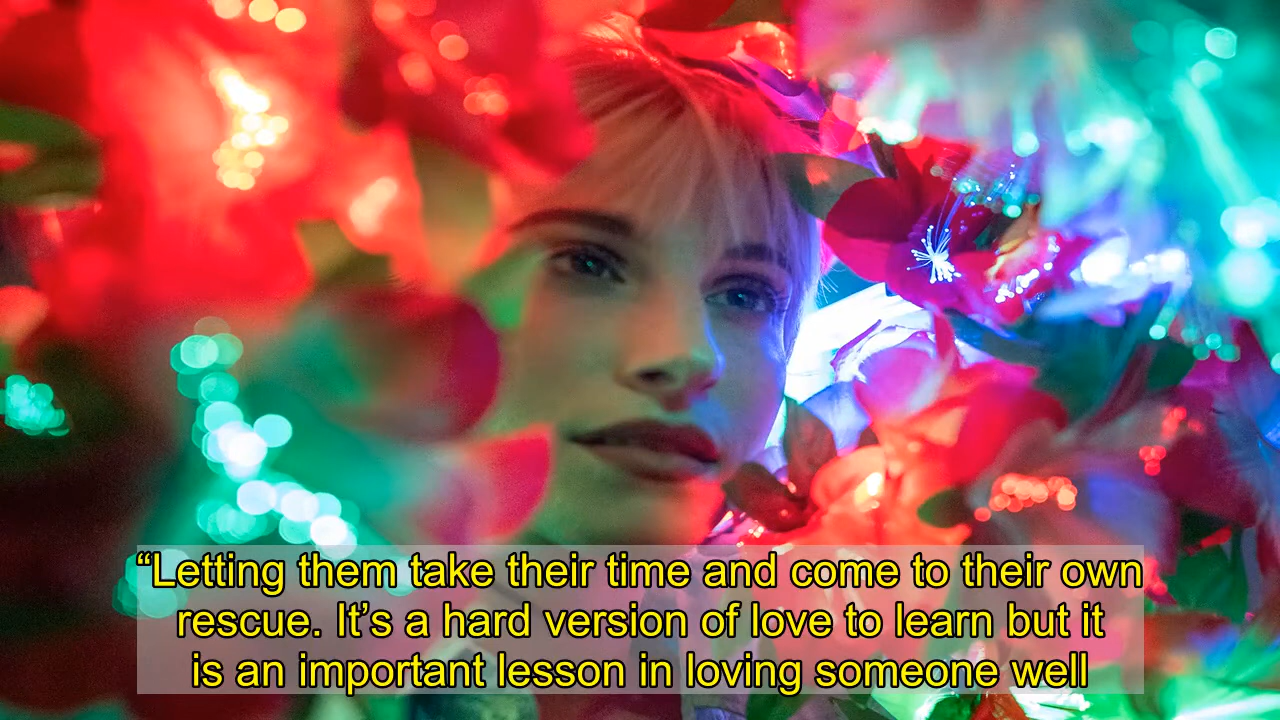 “Letting them take their time and come to their own
rescue. It’s a hard version of love to learn but it
is an important lesson in loving someone well